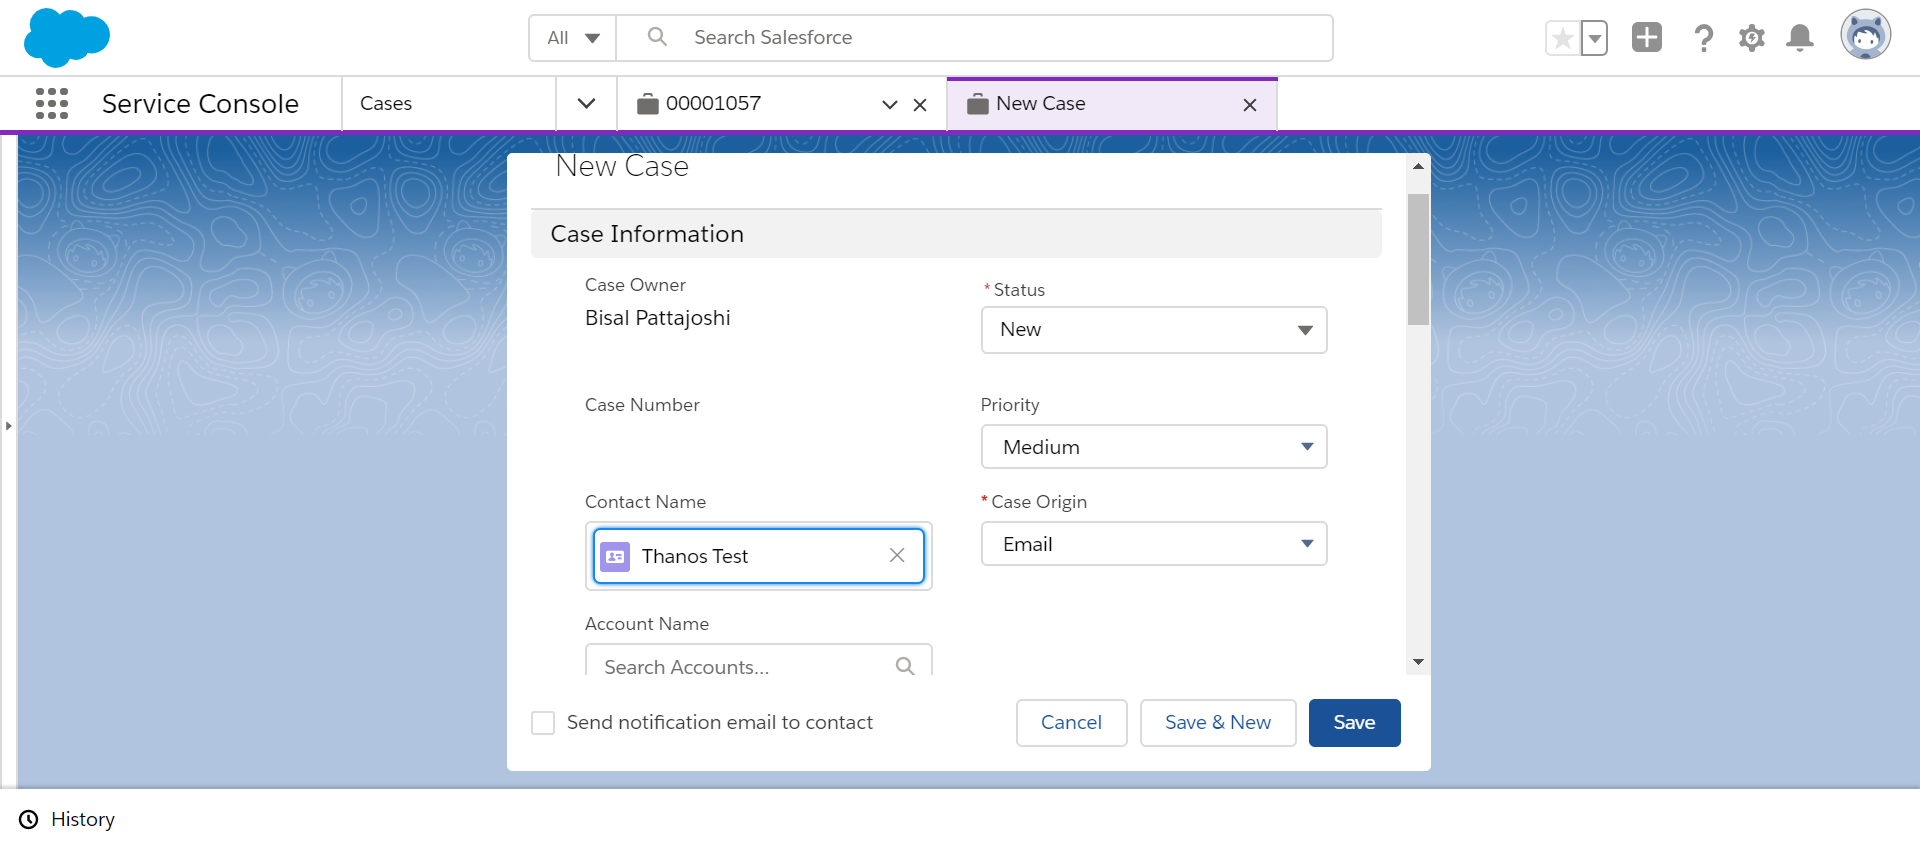 All
Search Salesforce
Service Console
Cases
00001057
New Case
New Case
Case Information
Case Owner
Bisal Pattajoshi
* Status
New
Case Number
Priority
Medium
Contact Name
Thanos Test
* Case Origin
Email
Account Name
Search Accounts...
Send notification email to contact
Cancel
Save & New
Save
History